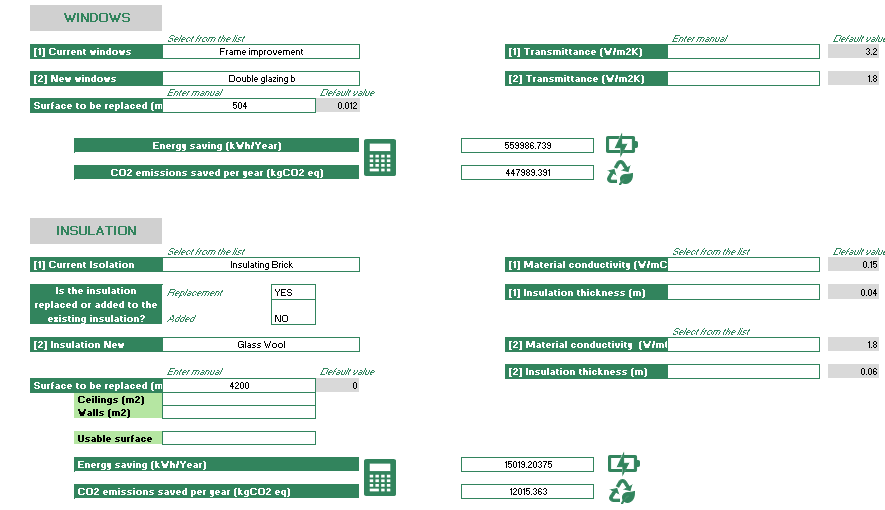 WINDOWS
Select from the list
Enter manual
Default value
[1] Current windows
Frame improvement
[1] Transmittance (W/m2K)
3.2
[2] New windows
Double glazing b
[2] Transmittance (W/m2K)
1.8
Enter manual
Default value
Surface to be replaced (m
504
0.012
Energy saving (kWh/Year)
559986.739
CO2 emissions saved per year (kgCO2 eq)
447989.391
INSULATION
Select from the list
Select from the list
Default value
[1] Current Isolation
Insulating Brick
[1] Material conductivity (W/mC
0.15
Is the insulation
replaced or added to the
existing insulation?
Replacement
YES
Added
NO
[1] Insulation thickness (m)
0.04
Select from the list
[2] Insulation New
Glass Wool
[2] Material conductivity (W/m
1.8
Enter manual
Default value
[2] Insulation thickness (m)
0.06
Surface to be replaced (m
4200
0
Ceilings (m2)
Walls (m2)
Usable surface
Energy saving (kWh/Year)
15019.20375
CO2 emissions saved per year (kgCO2 eq)
12015.363